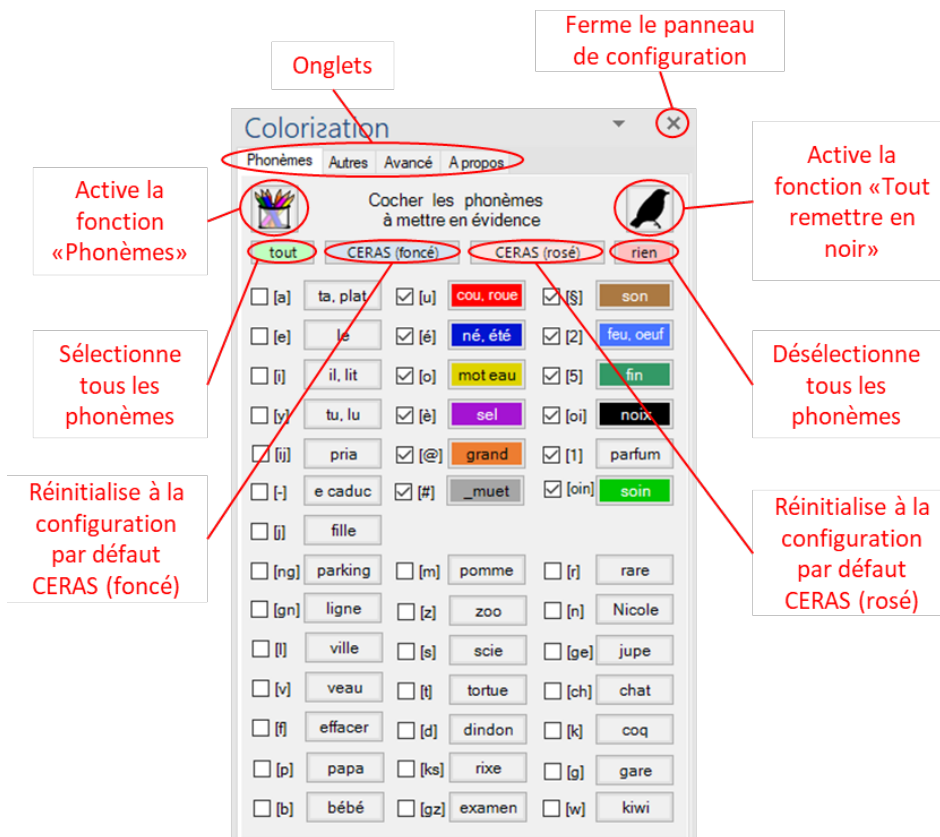 Ferme le panneau
de configuration
Onglets
Colorization
Phonèmes Autres Avancé A propos
Active la
fonction
«Phonèmes»
Cocher les phonèmes
à mettre en évidence
Active la
fonction «Tout
remettre en
noir»
tout CERAS (foncé) CERAS (rosé) rien
[a] ta, plat [u] cou, roue [§] son
[e] le [é] né, été [2] feu, oeuf
[i] il, lit [o] mot eau [5] fin
[y] tu, lu [è] sel [oi] noix
[ij] pria [@] grand [1] parfum
[-] e caduc [#] _muet [oin] soin
[j] fille
Sélectionne
tous les
phonèmes
Désélectionne
tous les
phonèmes
Réinitialise à la
configuration
par défaut
CERAS (foncé)
Réinitialise à la
configuration
par défaut
CERAS (rosé)
[ng] parking [m] pomme [r] rare
[gn] ligne [z] zoo [n] Nicole
[l] ville [s] scie [ge] jupe
[v] veau [t] tortue [ch] chat
[f] effacer [d] dindon [k] coq
[p] papa [ks] rixe [g] gare
[b] bébé [gz] examen [w] kiwi